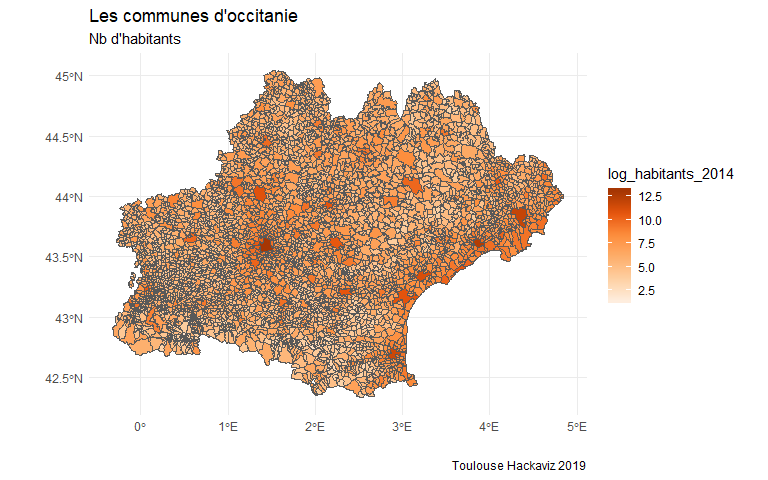 Les communes d'occitanie
Nb d'habitants
45°N
44.5°N
44°N
43.5°N
43°N
42.5°N
0°
1°E
2°E
3°E
4°E
5°E
log_habitants_2014
12.5
10.0
7.5
5.0
2.5
Toulouse Hackaviz 2019